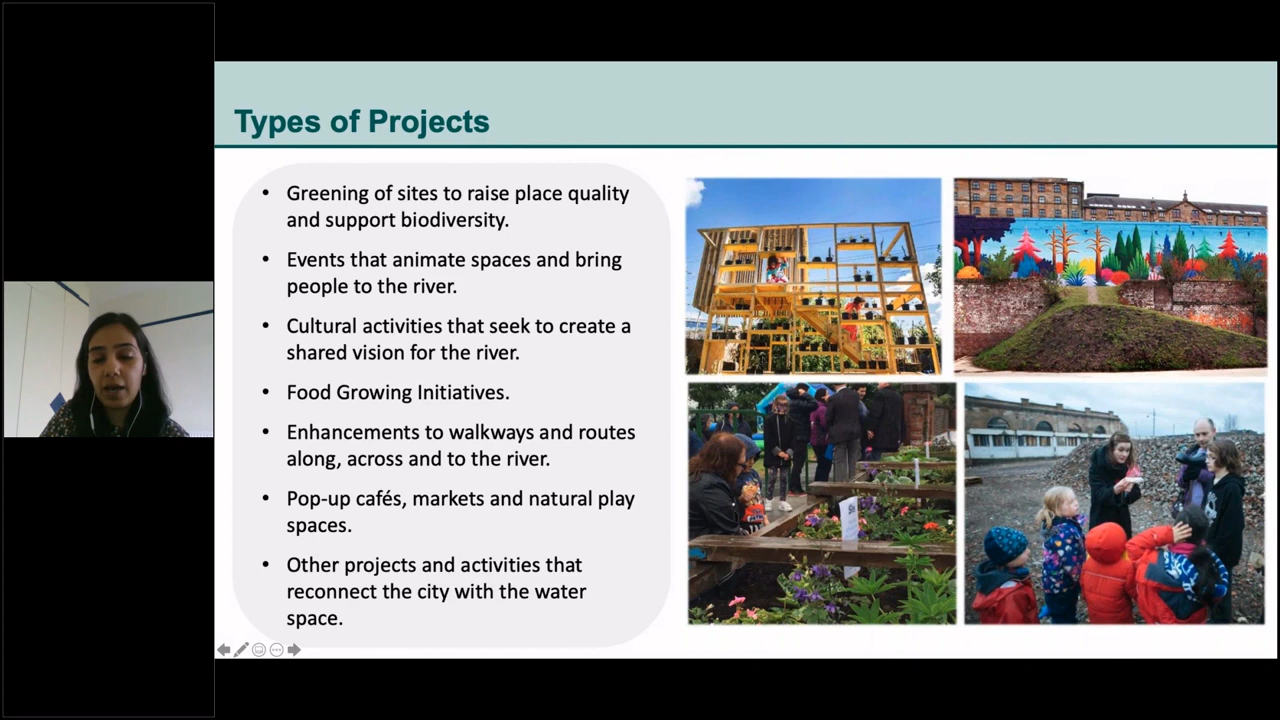 Types of Projects
• Greening of sites to raise place quality
and support biodiversity.
• Events that animate spaces and bring
people to the river.
• Cultural activities that seek to create a
shared vision for the river.
• Food Growing Initiatives.
• Enhancements to walkways and routes
along, across and to the river.
• Pop-up cafés, markets and natural play
spaces.
• Other projects and activities that
reconnect the city with the water
space.